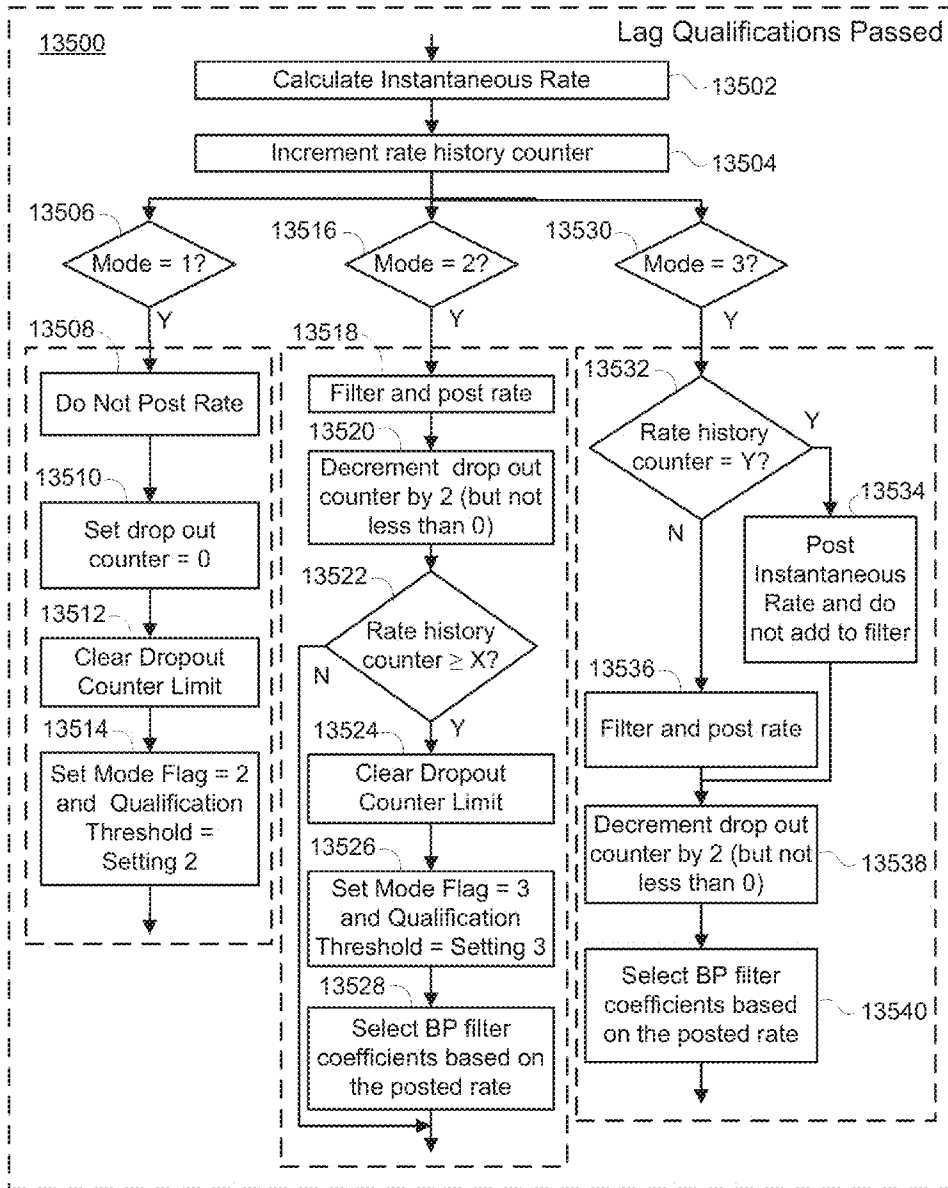 13500
Lag Qualifications Passed
Calculate Instantaneous Rate
13502
Increment rate history counter
13504
13506
Mode = 1?
Y
13508
Do Not Post Rate
13510
Set drop out
counter = 0
13512
Clear Dropout
Counter Limit
13514
Set Mode Flag = 2
and Qualification
Threshold =
Setting 2
13516
Mode = 2?
Y
13518
Filter and post rate
13520
Decrement drop out
counter by 2 (but not
less than 0)
13522
Rate history
counter ≥ X?
N
Y
13524
Clear Dropout
Counter Limit
13526
Set Mode Flag = 3
and Qualification
Threshold = Setting 3
13528
Select BP filter
coefficients based on
the posted rate
13530
Mode = 3?
Y
13532
Rate history
counter = Y?
Y
N
13534
Post
Instantaneous
Rate and do
not add to filter
13536
Filter and post rate
Decrement drop out
counter by 2 (but not
less than 0)
13538
Select BP filter
coefficients based
on the posted rate
13540